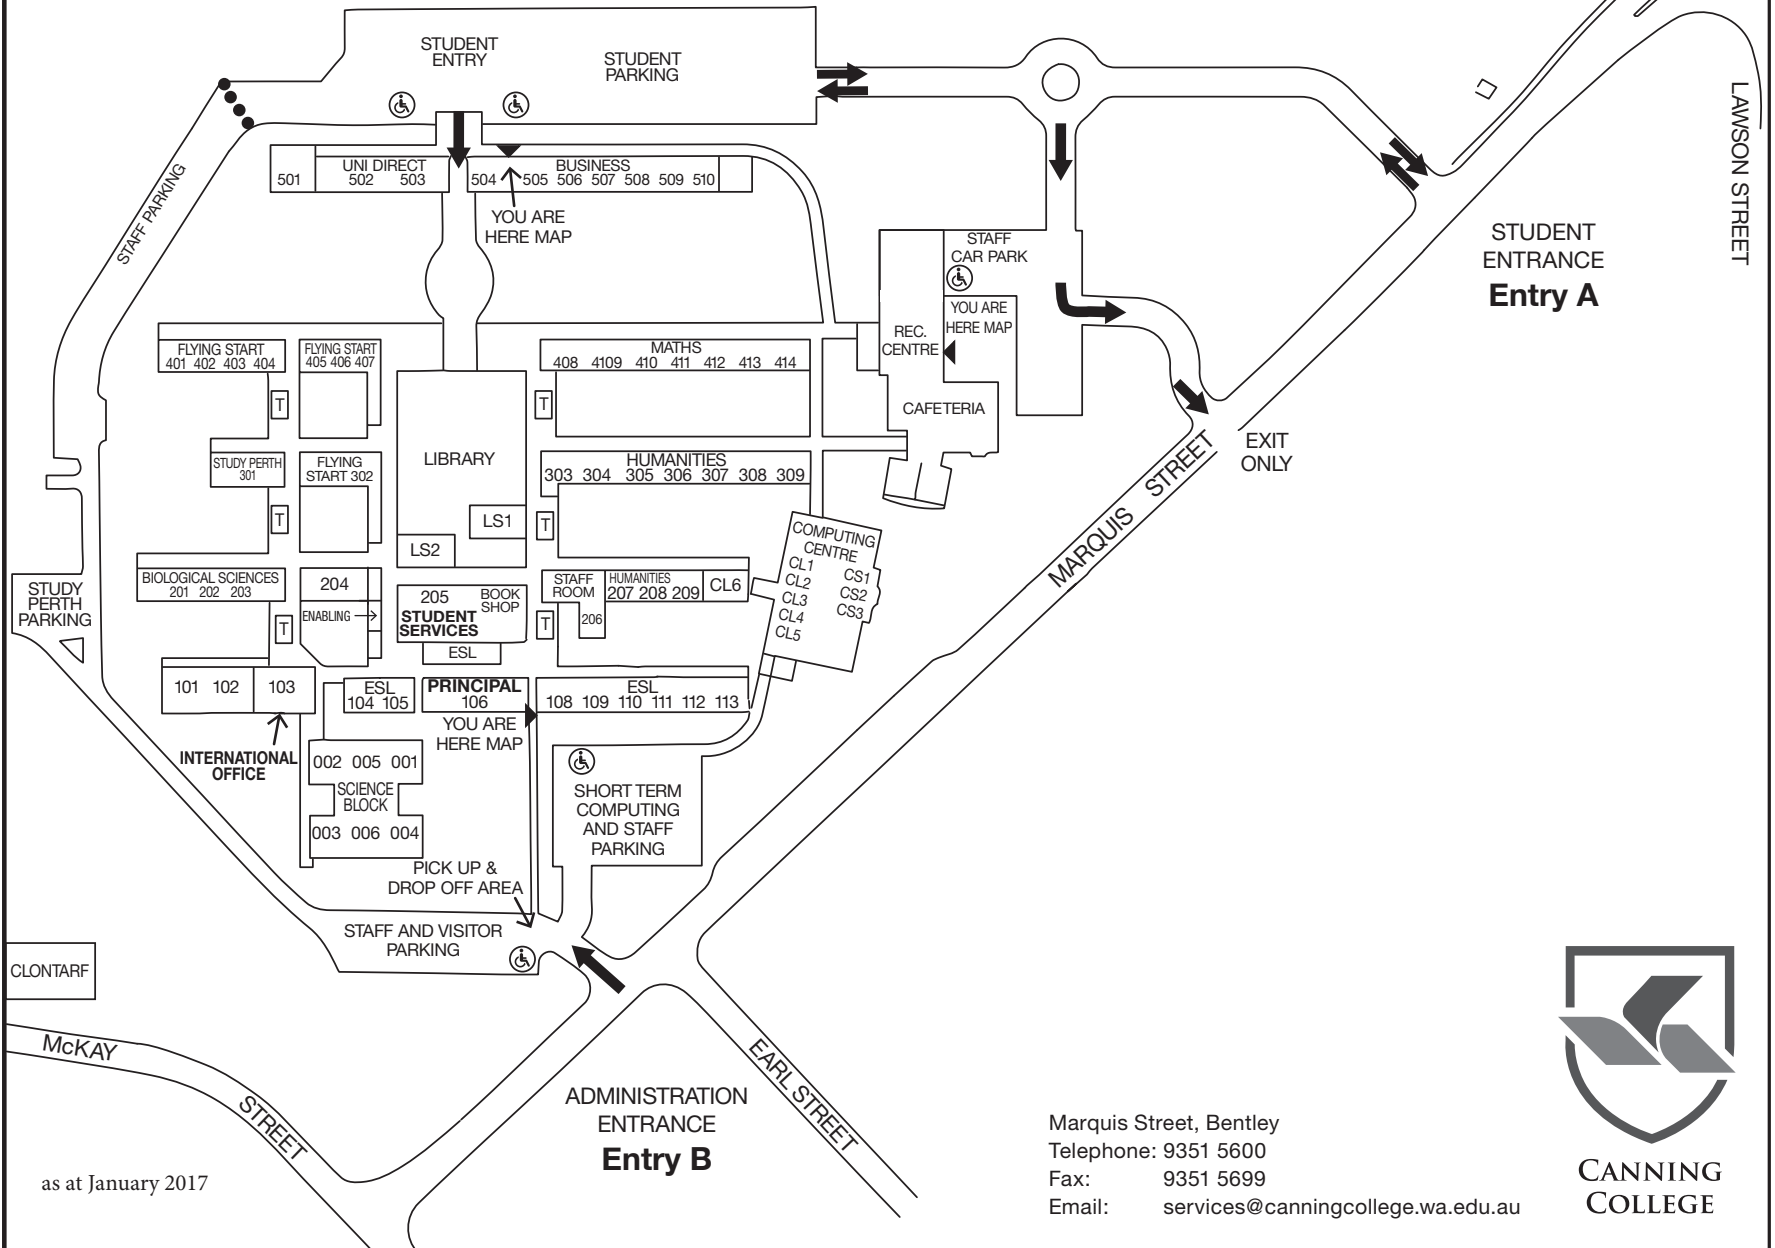 STUDENT
ENTRY
STUDENT
PARKING
LAWSON STREET
STAFF PARKING
501
UNI DIRECT
502 503
BUSINESS
504 505 506 507 508 509 510
YOU ARE
HERE MAP
STUDENT
ENTRANCE
Entry A
STAFF
CAR PARK
YOU ARE
HERE MAP
REC.
CENTRE
CAFETERIA
FLYING START
401 402 403 404
FLYING START
405 406 407
MATHS
408 4109 410 411 412 413 414
T
T
LIBRARY
STUDY PERTH
301
FLYING
START 302
HUMANITIES
303 304 305 306 307 308 309
EXIT
ONLY
MARQUIS STREET
T
LS1
T
LS2
COMPUTING
CENTRE
CL1
CL2
CL3
CL4
CL5
CS1
CS2
CS3
STUDY
PERTH
PARKING
BIOLOGICAL SCIENCES
201 202 203
204
ENABLING
205
BOOK
SHOP
STUDENT
SERVICES
ESL
STAFF
ROOM
206
HUMANITIES
207 208 209
CL6
T
T
101 102 103
ESL
104 105
PRINCIPAL
106
ESL
108 109 110 111 112 113
YOU ARE
HERE MAP
INTERNATIONAL
OFFICE
002 005 001
SCIENCE
BLOCK
003 006 004
SHORT TERM
COMPUTING
AND STAFF
PARKING
PICK UP &
DROP OFF AREA
STAFF AND VISITOR
PARKING
CLONTARF
McKAY STREET
EARL STREET
ADMINISTRATION
ENTRANCE
Entry B
as at January 2017
Marquis Street, Bentley
Telephone: 9351 5600
Fax: 9351 5699
Email: services@canningcollege.wa.edu.au
CANNING
COLLEGE